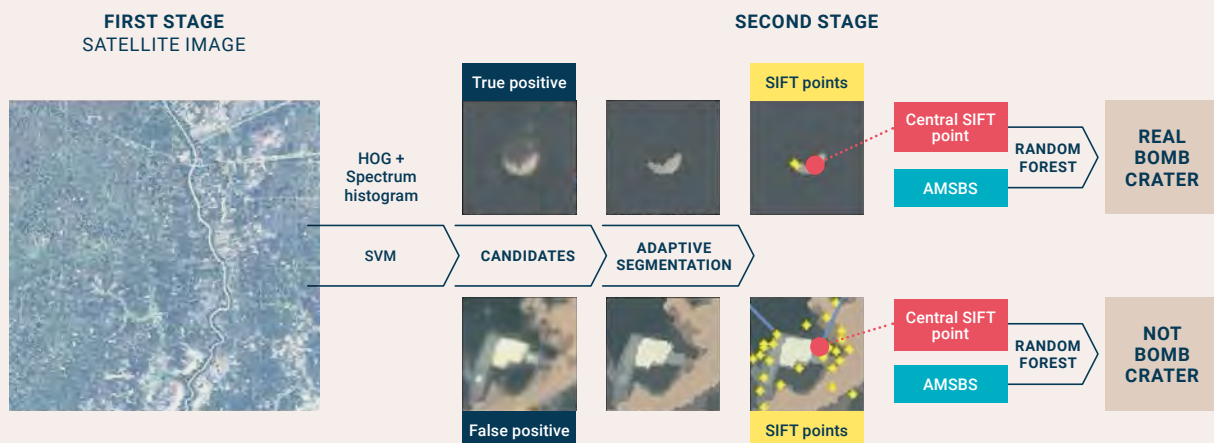 FIRST STAGE
SATELLITE IMAGE
SECOND STAGE
True positive
SIFT points
HOG +
Spectrum
histogram
Central SIFT
point
AMSBS
RANDOM
FOREST
REAL
BOMB
CRATER
SVM
CANDIDATES
ADAPTIVE
SEGMENTATION
Central SIFT
point
AMSBS
RANDOM
FOREST
NOT
BOMB
CRATER
False positive
SIFT points